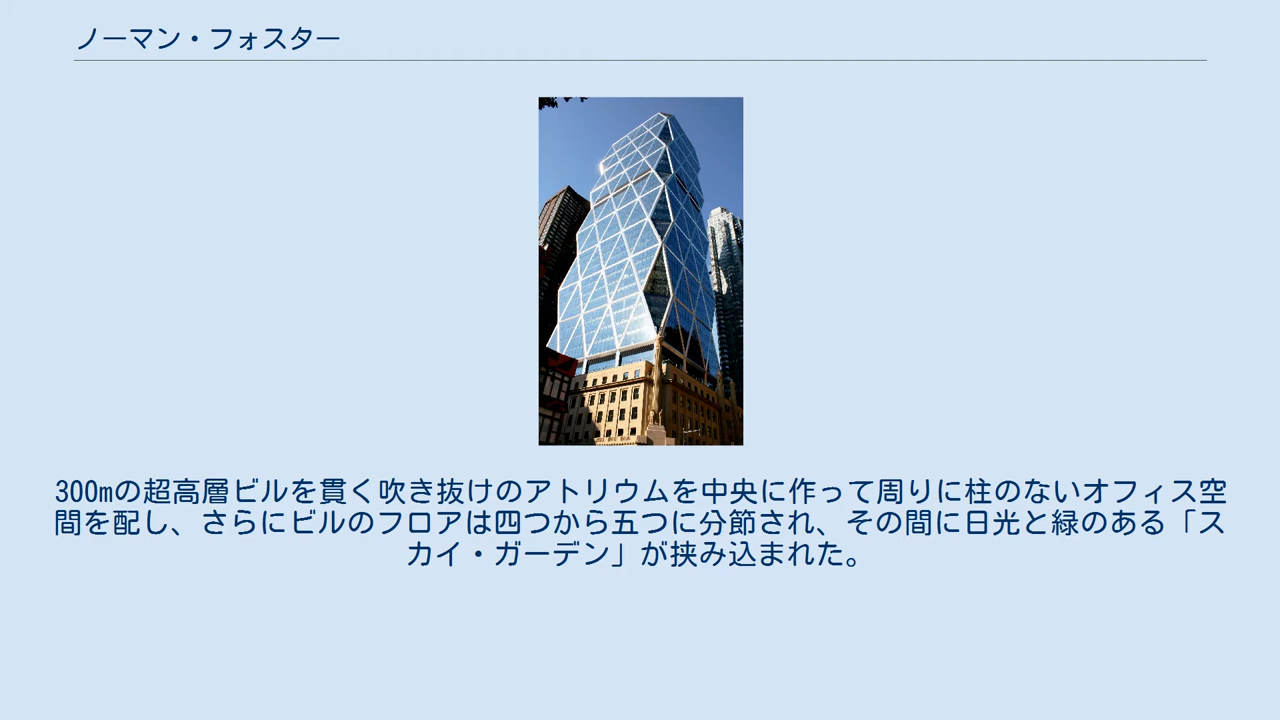 ノーマン・フォスター
300mの超高層ビルを貫く吹き抜けのアトリウムを中央に作って周りに柱のないオフィス空
間を配し、さらにビルのフロアは四つから五つに分節され、その間に日光と緑のある「ス
カイ・ガーデン」が挟み込まれた。